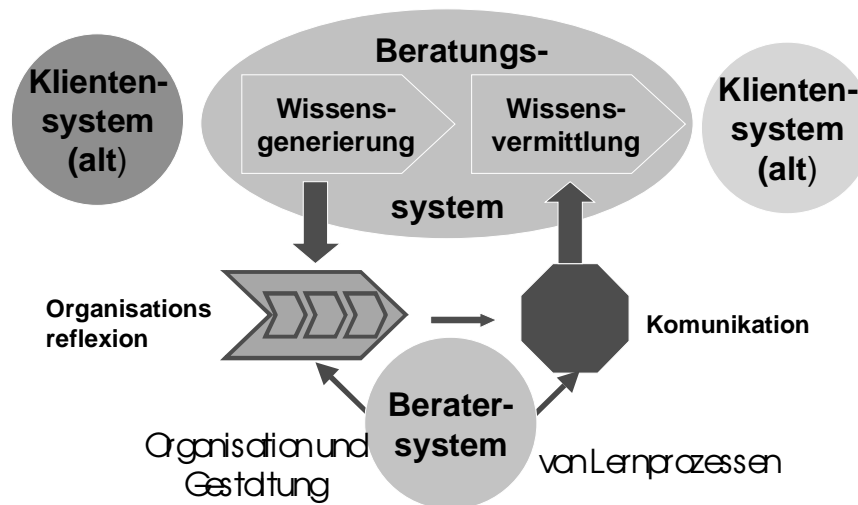 Klienten-
system
(alt)
Beratungs-
Wissens-
generierung
Wissens-
vermittlung
system
Klienten-
system
(alt)
Organisations
reflexion
Komunikation
Berater-
system
Organisation und
Gestaltung
von Lernprozessen